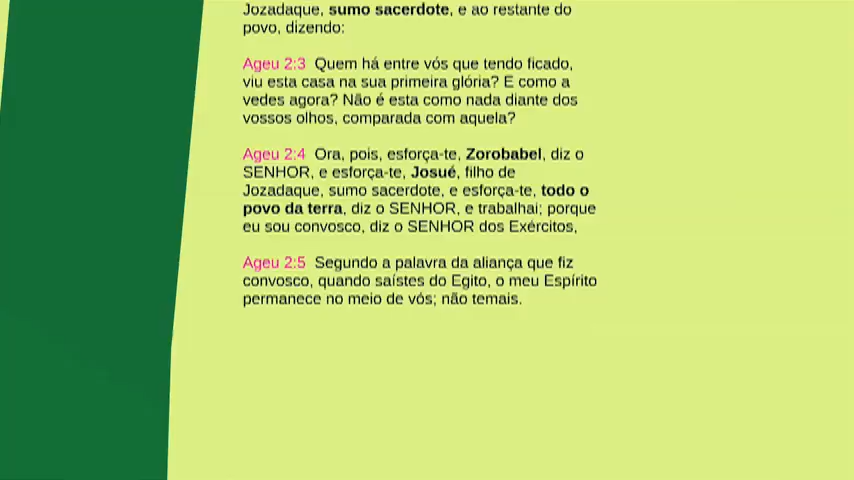 Jozadaque, sumo sacerdote, e ao restante do
povo, dizendo:
Ageu 2:3 Quem há entre vós que tendo ficado,
viu esta casa na sua primeira glória? E como a
vedes agora? Não é esta como nada diante dos
vossos olhos, comparada com aquela?
Ageu 2:4 Ora, pois, esforça-te, Zorobabel, diz o
SENHOR, e esforça-te, Josué, filho de
Jozadaque, sumo sacerdote, e esforça-te, todo o
povo da terra, diz o SENHOR, e trabalhai; porque
eu sou convosco, diz o SENHOR dos Exércitos,
Ageu 2:5 Segundo a palavra da aliança que fiz
convosco, quando saístes do Egito, o meu Espírito
permanece no meio de vós; não temais.